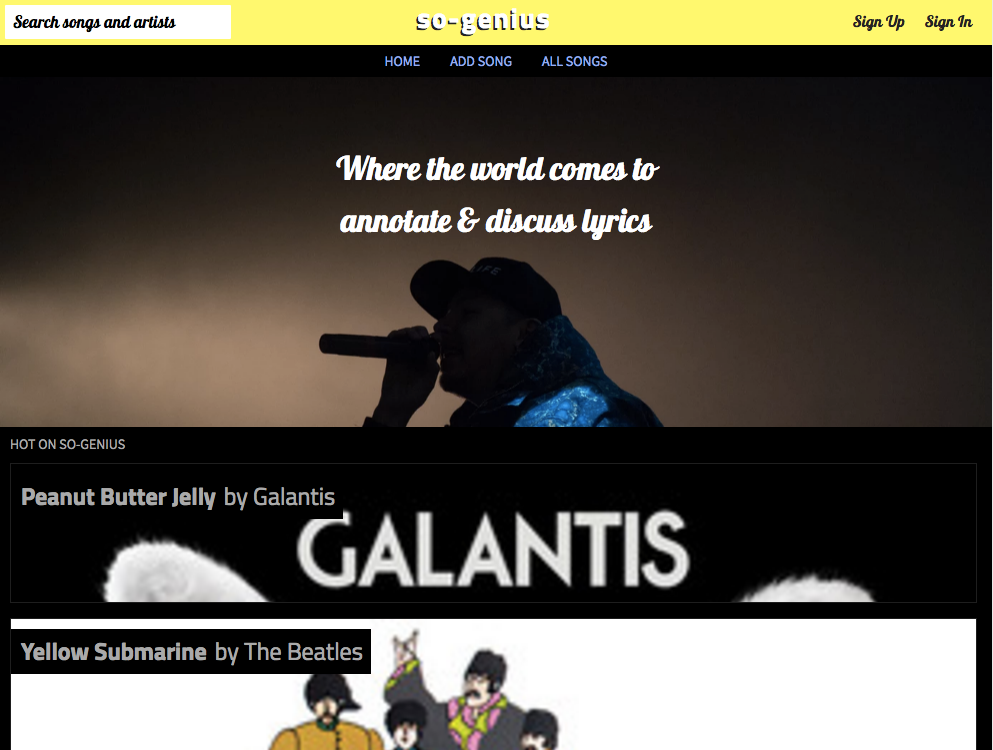 Search songs and artists
so-genius
Sign Up
Sign In
HOME
ADD SONG
ALL SONGS
Where the world comes to
annotate & discuss lyrics
LIFE
HOT ON SO-GENIUS
Peanut Butter Jelly by Galantis
GALANTIS
Yellow Submarine by The Beatles